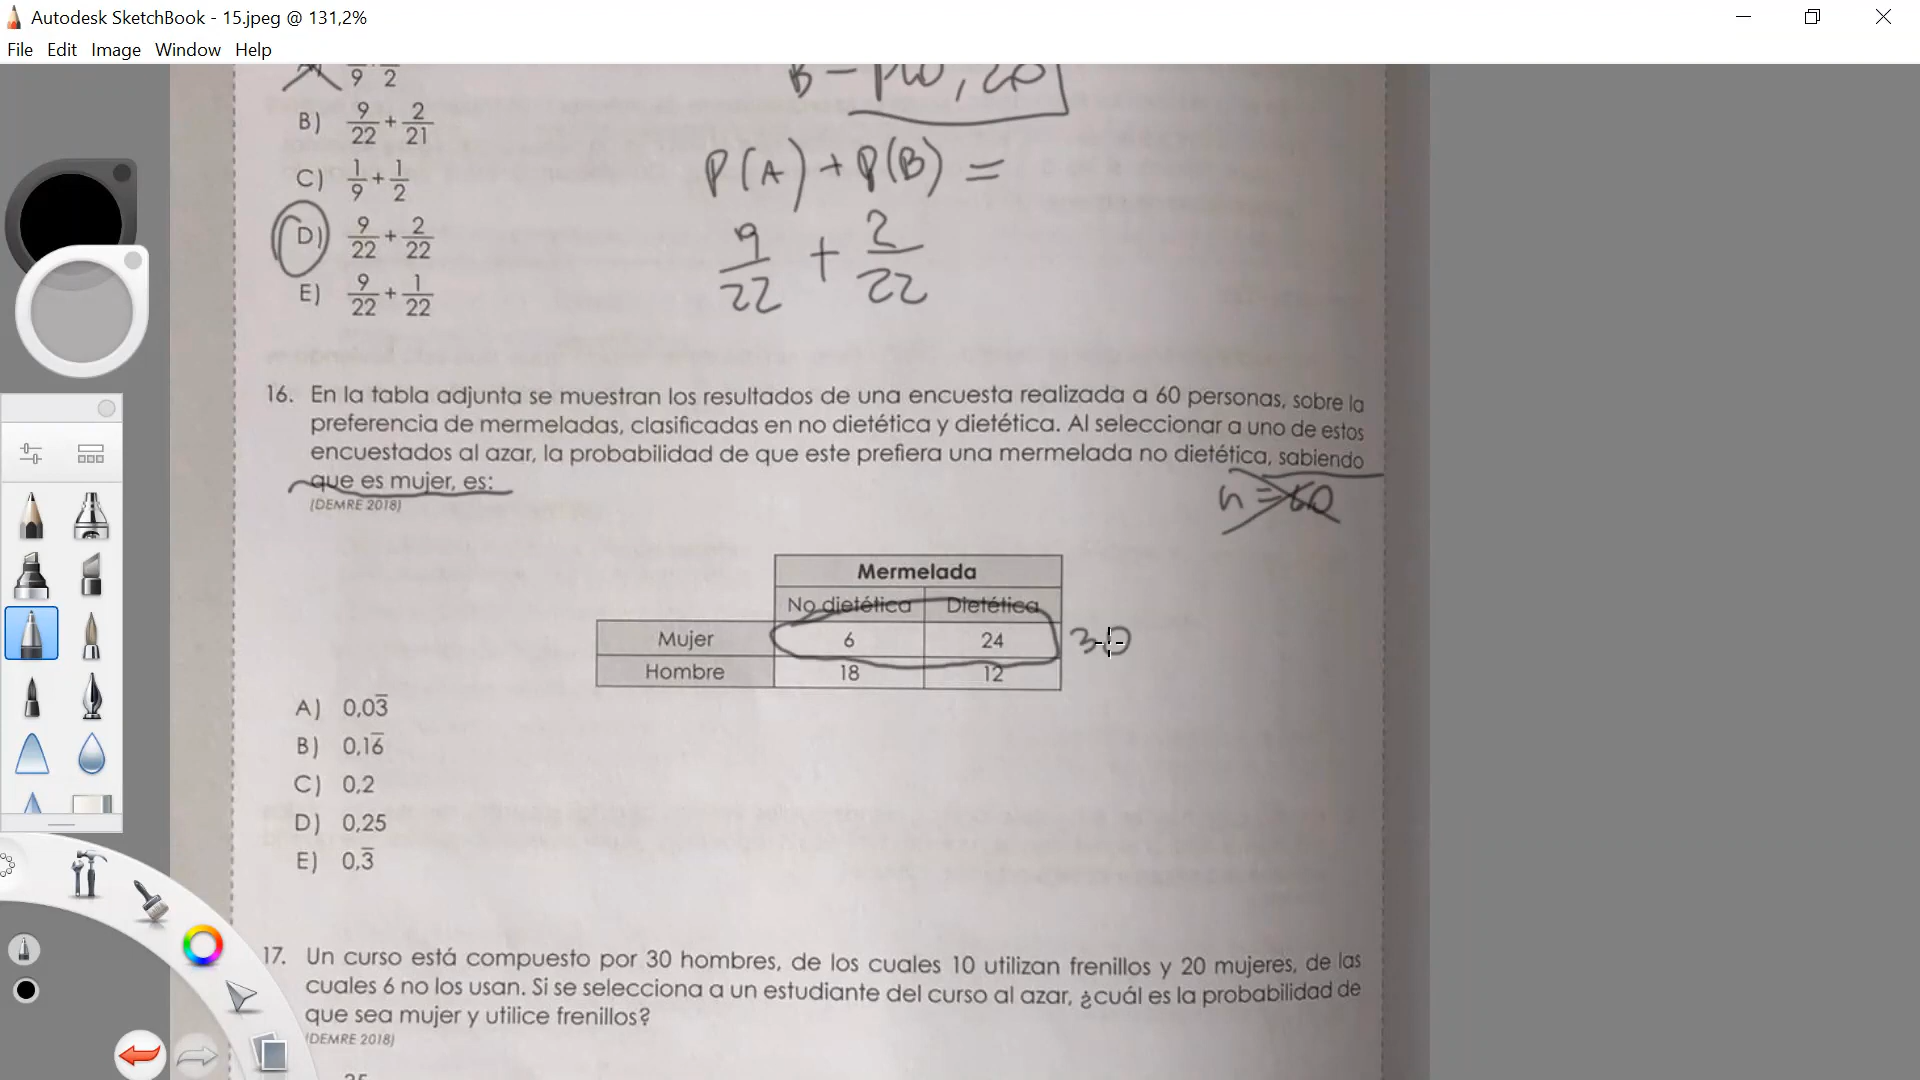 Autodesk SketchBook - 15.jpeg @ 131,2%
File Edit Image Window Help
9 2
B) 9/22 + 2/21
C) 1/9 + 1/2
D) 9/22 + 2/22
E) 9/22 + 1/22
P(A) + P(B) =
9/22 + 2/22
16. En la tabla adjunta se muestran los resultados de una encuesta realizada a 60 personas, sobre la
preferencia de mermeladas, clasificadas en no dietética y dietética. Al seleccionar a uno de estos
encuestados al azar, la probabilidad de que este prefiera una mermelada no dietética, sabiendo
que es mujer, es:
(DEMRE 2018)
n = 60
Mermelada
No dietética Dietética
Mujer 6 24 30
Hombre 18 12
A) 0,03̅
B) 0,16̅
C) 0,2
D) 0,25
E) 0,3̅
17. Un curso está compuesto por 30 hombres, de los cuales 10 utilizan frenillos y 20 mujeres, de las
cuales 6 no los usan. Si se selecciona a un estudiante del curso al azar, ¿cuál es la probabilidad de
que sea mujer y utilice frenillos?
(DEMRE 2018)